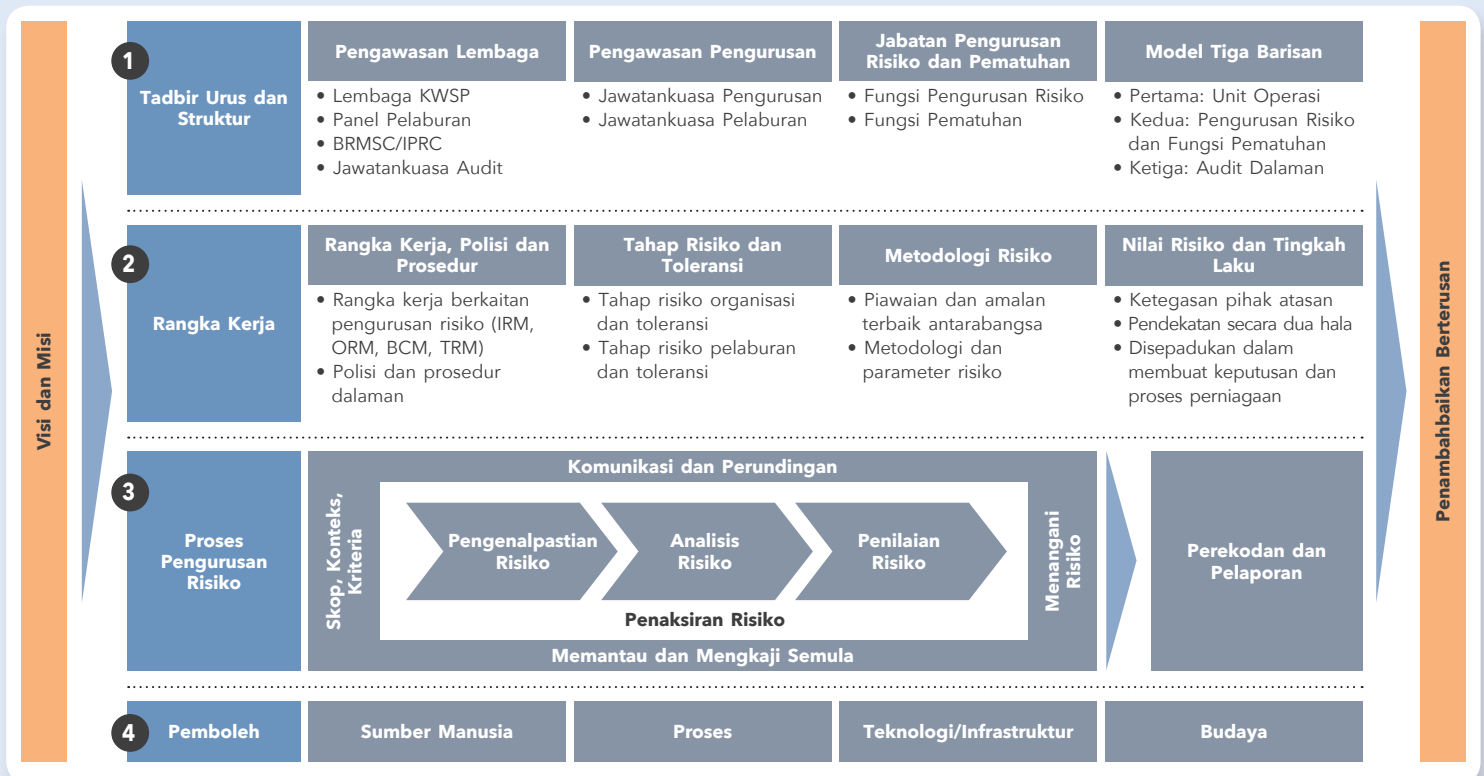 Visi dan Misi
1
Tadbir Urus dan
Struktur
Pengawasan Lembaga
• Lembaga KWSP
• Panel Pelaburan
• BRMSC/IPRC
• Jawatankuasa Audit
Pengawasan Pengurusan
• Jawatankuasa Pengurusan
• Jawatankuasa Pelaburan
Jabatan Pengurusan
Risiko dan Pematuhan
• Fungsi Pengurusan Risiko
• Fungsi Pematuhan
Model Tiga Barisan
• Pertama: Unit Operasi
• Kedua: Pengurusan Risiko
dan Fungsi Pematuhan
• Ketiga: Audit Dalaman
2
Rangka Kerja
Rangka Kerja, Polisi dan
Prosedur
• Rangka kerja berkaitan
pengurusan risiko (IRM,
ORM, BCM, TRM)
• Polisi dan prosedur
dalaman
Tahap Risiko dan
Toleransi
• Tahap risiko organisasi
dan toleransi
• Tahap risiko pelaburan
dan toleransi
Metodologi Risiko
• Piawaian dan amalan
terbaik antarabangsa
• Metodologi dan
parameter risiko
Nilai Risiko dan Tingkah
Laku
• Ketegasan pihak atasan
• Pendekatan secara dua hala
• Disepadukan dalam
membuat keputusan dan
proses perniagaan
3
Proses
Pengurusan
Risiko
Komunikasi dan Perundingan
Skop, Konteks,
Kriteria
Pengenalpastian
Risiko
Analisis
Risiko
Penilaian
Risiko
Penaksiran Risiko
Menangani
Risiko
Memantau dan Mengkaji Semula
Perekodan dan
Pelaporan
4
Pemboleh
Sumber Manusia
Proses
Teknologi/Infrastruktur
Budaya
Penambahbaikan Berterusan